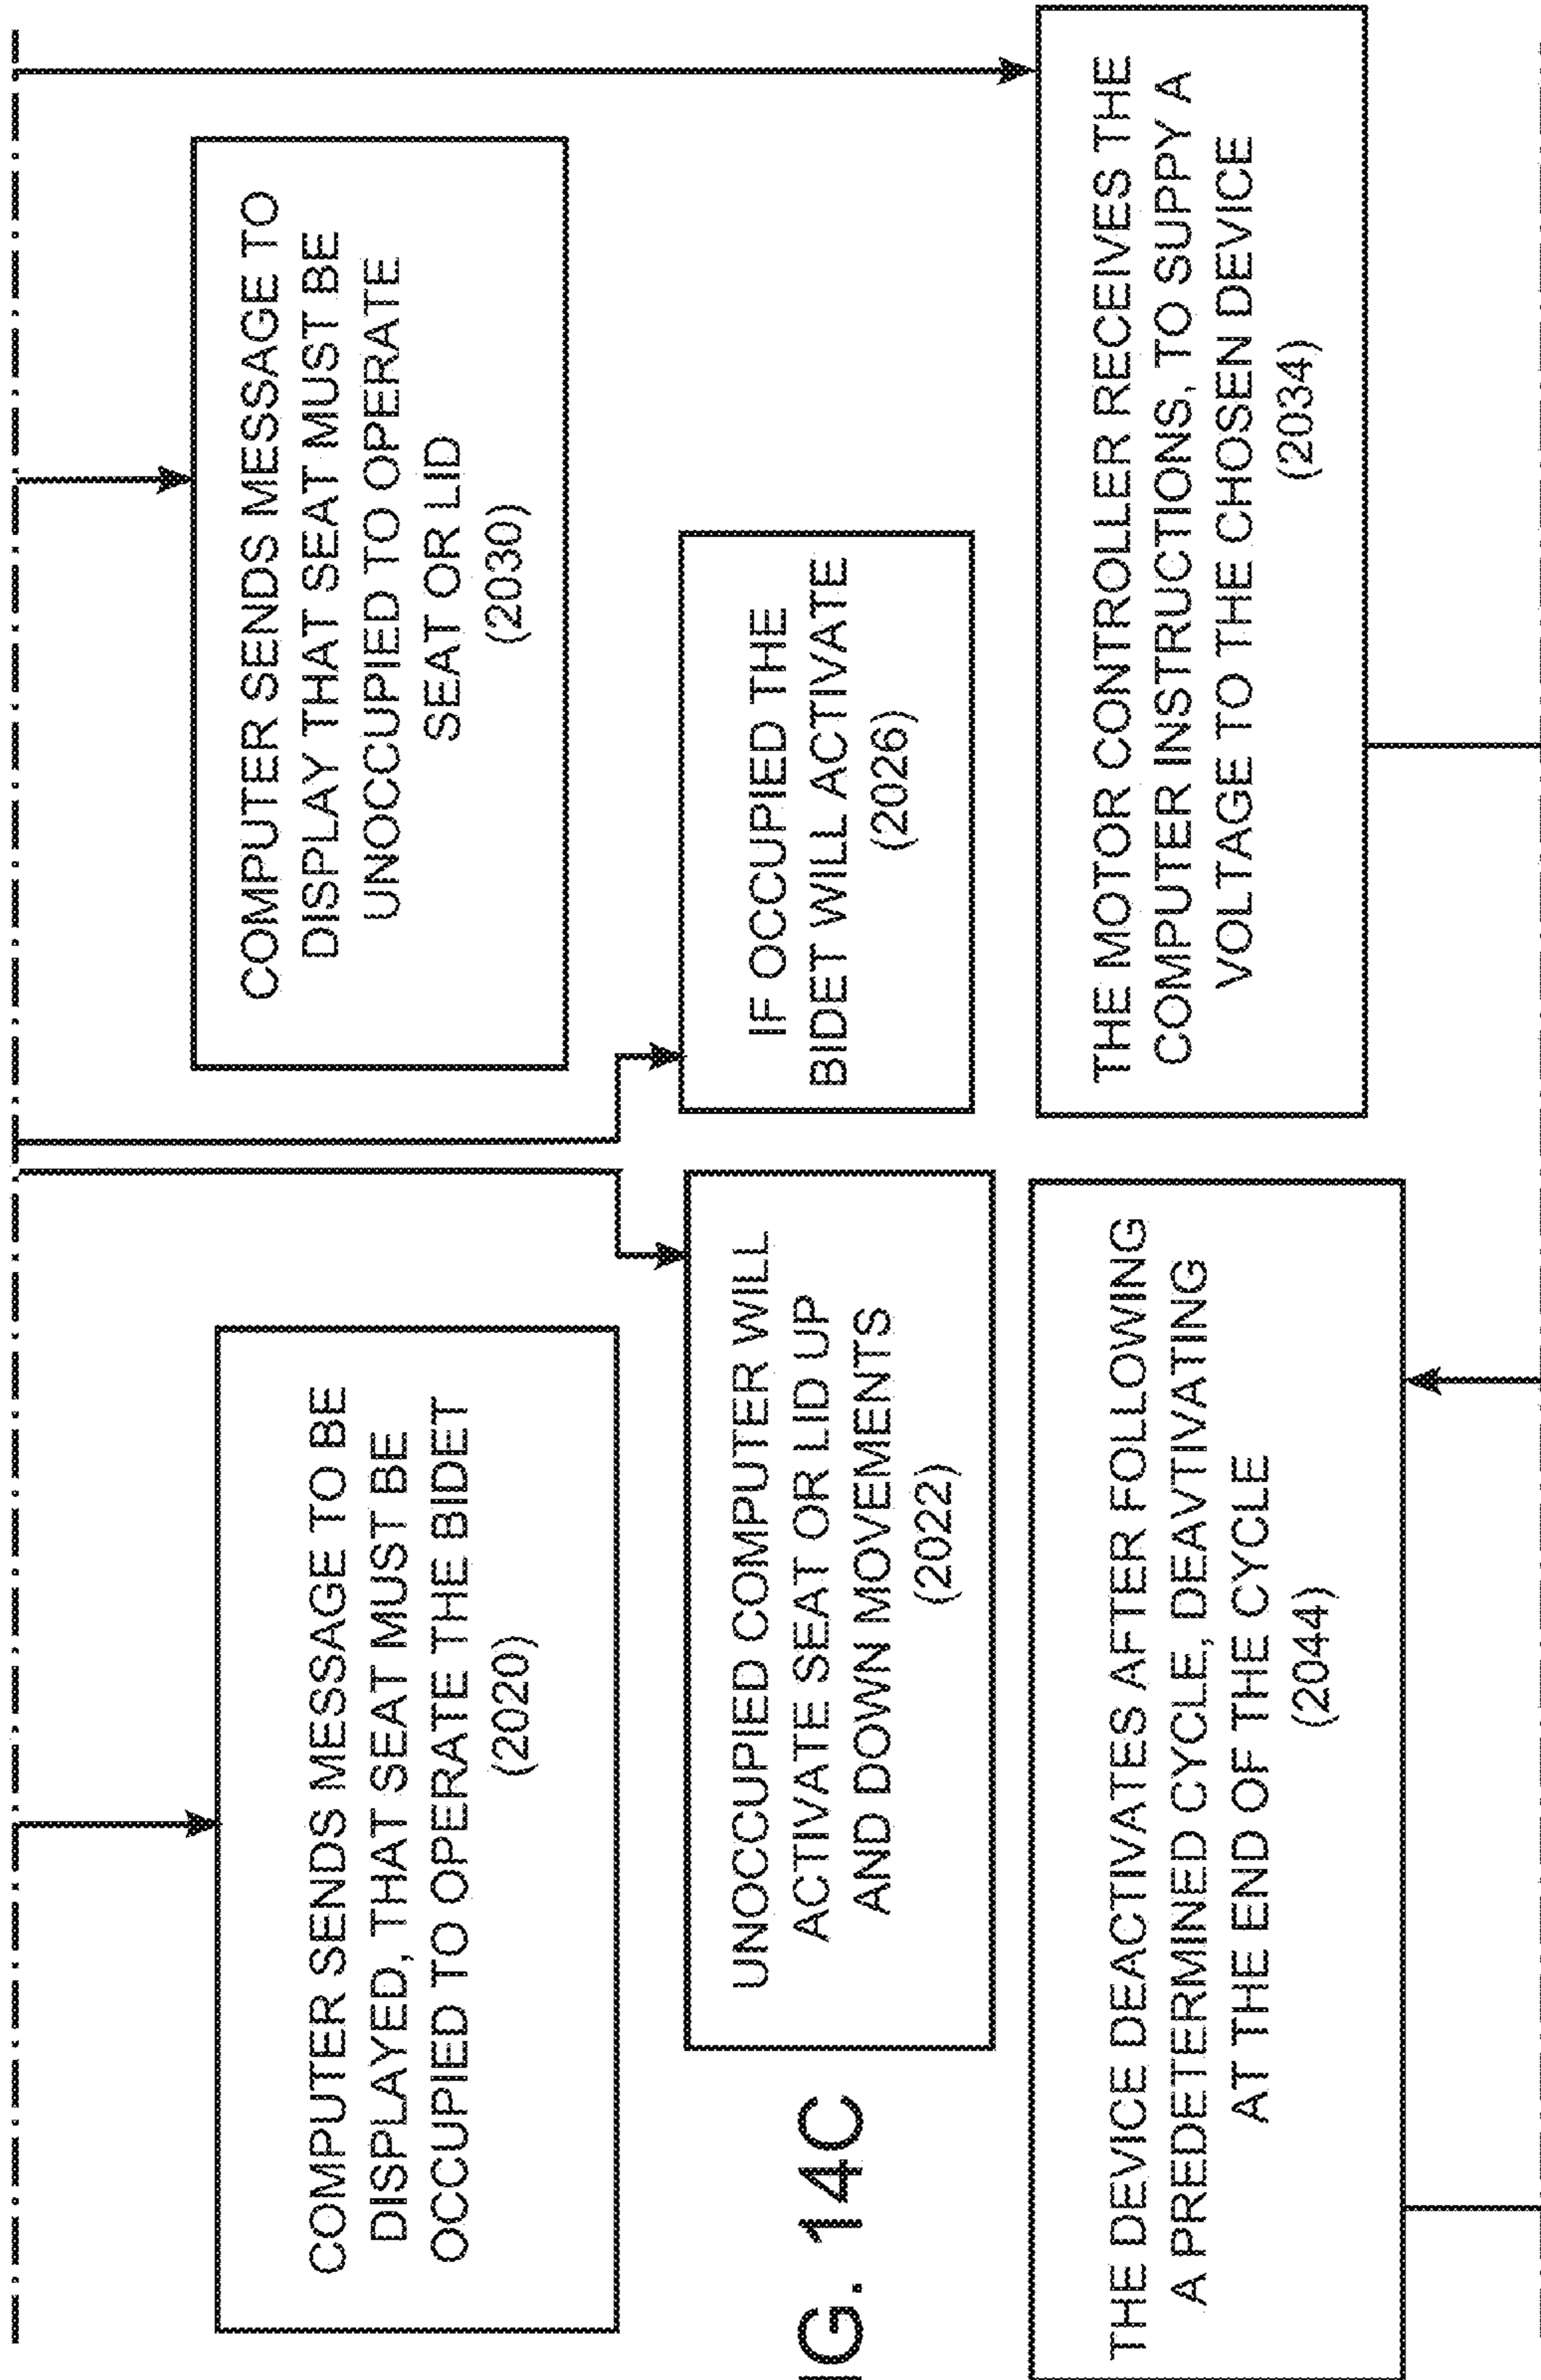 COMPUTER SENDS MESSAGE TO BE
DISPLAYED, THAT SEAT MUST BE
OCCUPIED TO OPERATE THE BIDET
(2020)
COMPUTER SENDS MESSAGE TO
DISPLAY THAT SEAT MUST BE
UNOCCUPIED TO OPERATE
SEAT OR LID
(2030)
UNOCCUPIED COMPUTER WILL
ACTIVATE SEAT OR LID UP
AND DOWN MOVEMENTS
(2022)
IF OCCUPIED THE
BIDET WILL ACTIVATE
(2026)
IG. 14C
THE DEVICE DEACTIVATES AFTER FOLLOWING
A PREDETERMINED CYCLE, DEAVTIVATING
AT THE END OF THE CYCLE
(2044)
THE MOTOR CONTROLLER RECEIVES THE
COMPUTER INSTRUCTIONS, TO SUPPY A
VOLTAGE TO THE CHOSEN DEVICE
(2034)